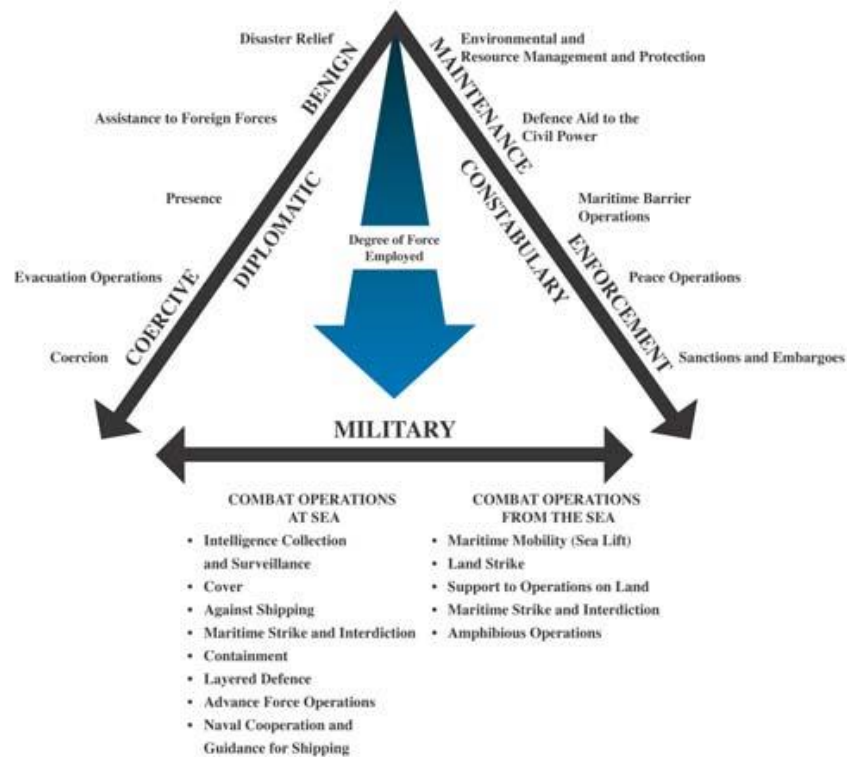 Disaster Relief
BENIGN
Assistance to Foreign Forces
Presence
DIPLOMATIC
Evacuation Operations
COERCIVE
Coercion
Degree of Force
Employed
Environmental and
Resource Management and Protection
MAINTENANCE
Defence Aid to the
Civil Power
CONSTABULARY
Maritime Barrier
Operations
ENFORCEMENT
Peace Operations
Sanctions and Embargoes
MILITARY
COMBAT OPERATIONS
AT SEA
• Intelligence Collection
and Surveillance
• Cover
• Against Shipping
• Maritime Strike and Interdiction
• Containment
• Layered Defence
• Advance Force Operations
• Naval Cooperation and
Guidance for Shipping
COMBAT OPERATIONS
FROM THE SEA
• Maritime Mobility (Sea Lift)
• Land Strike
• Support to Operations on Land
• Maritime Strike and Interdiction
• Amphibious Operations